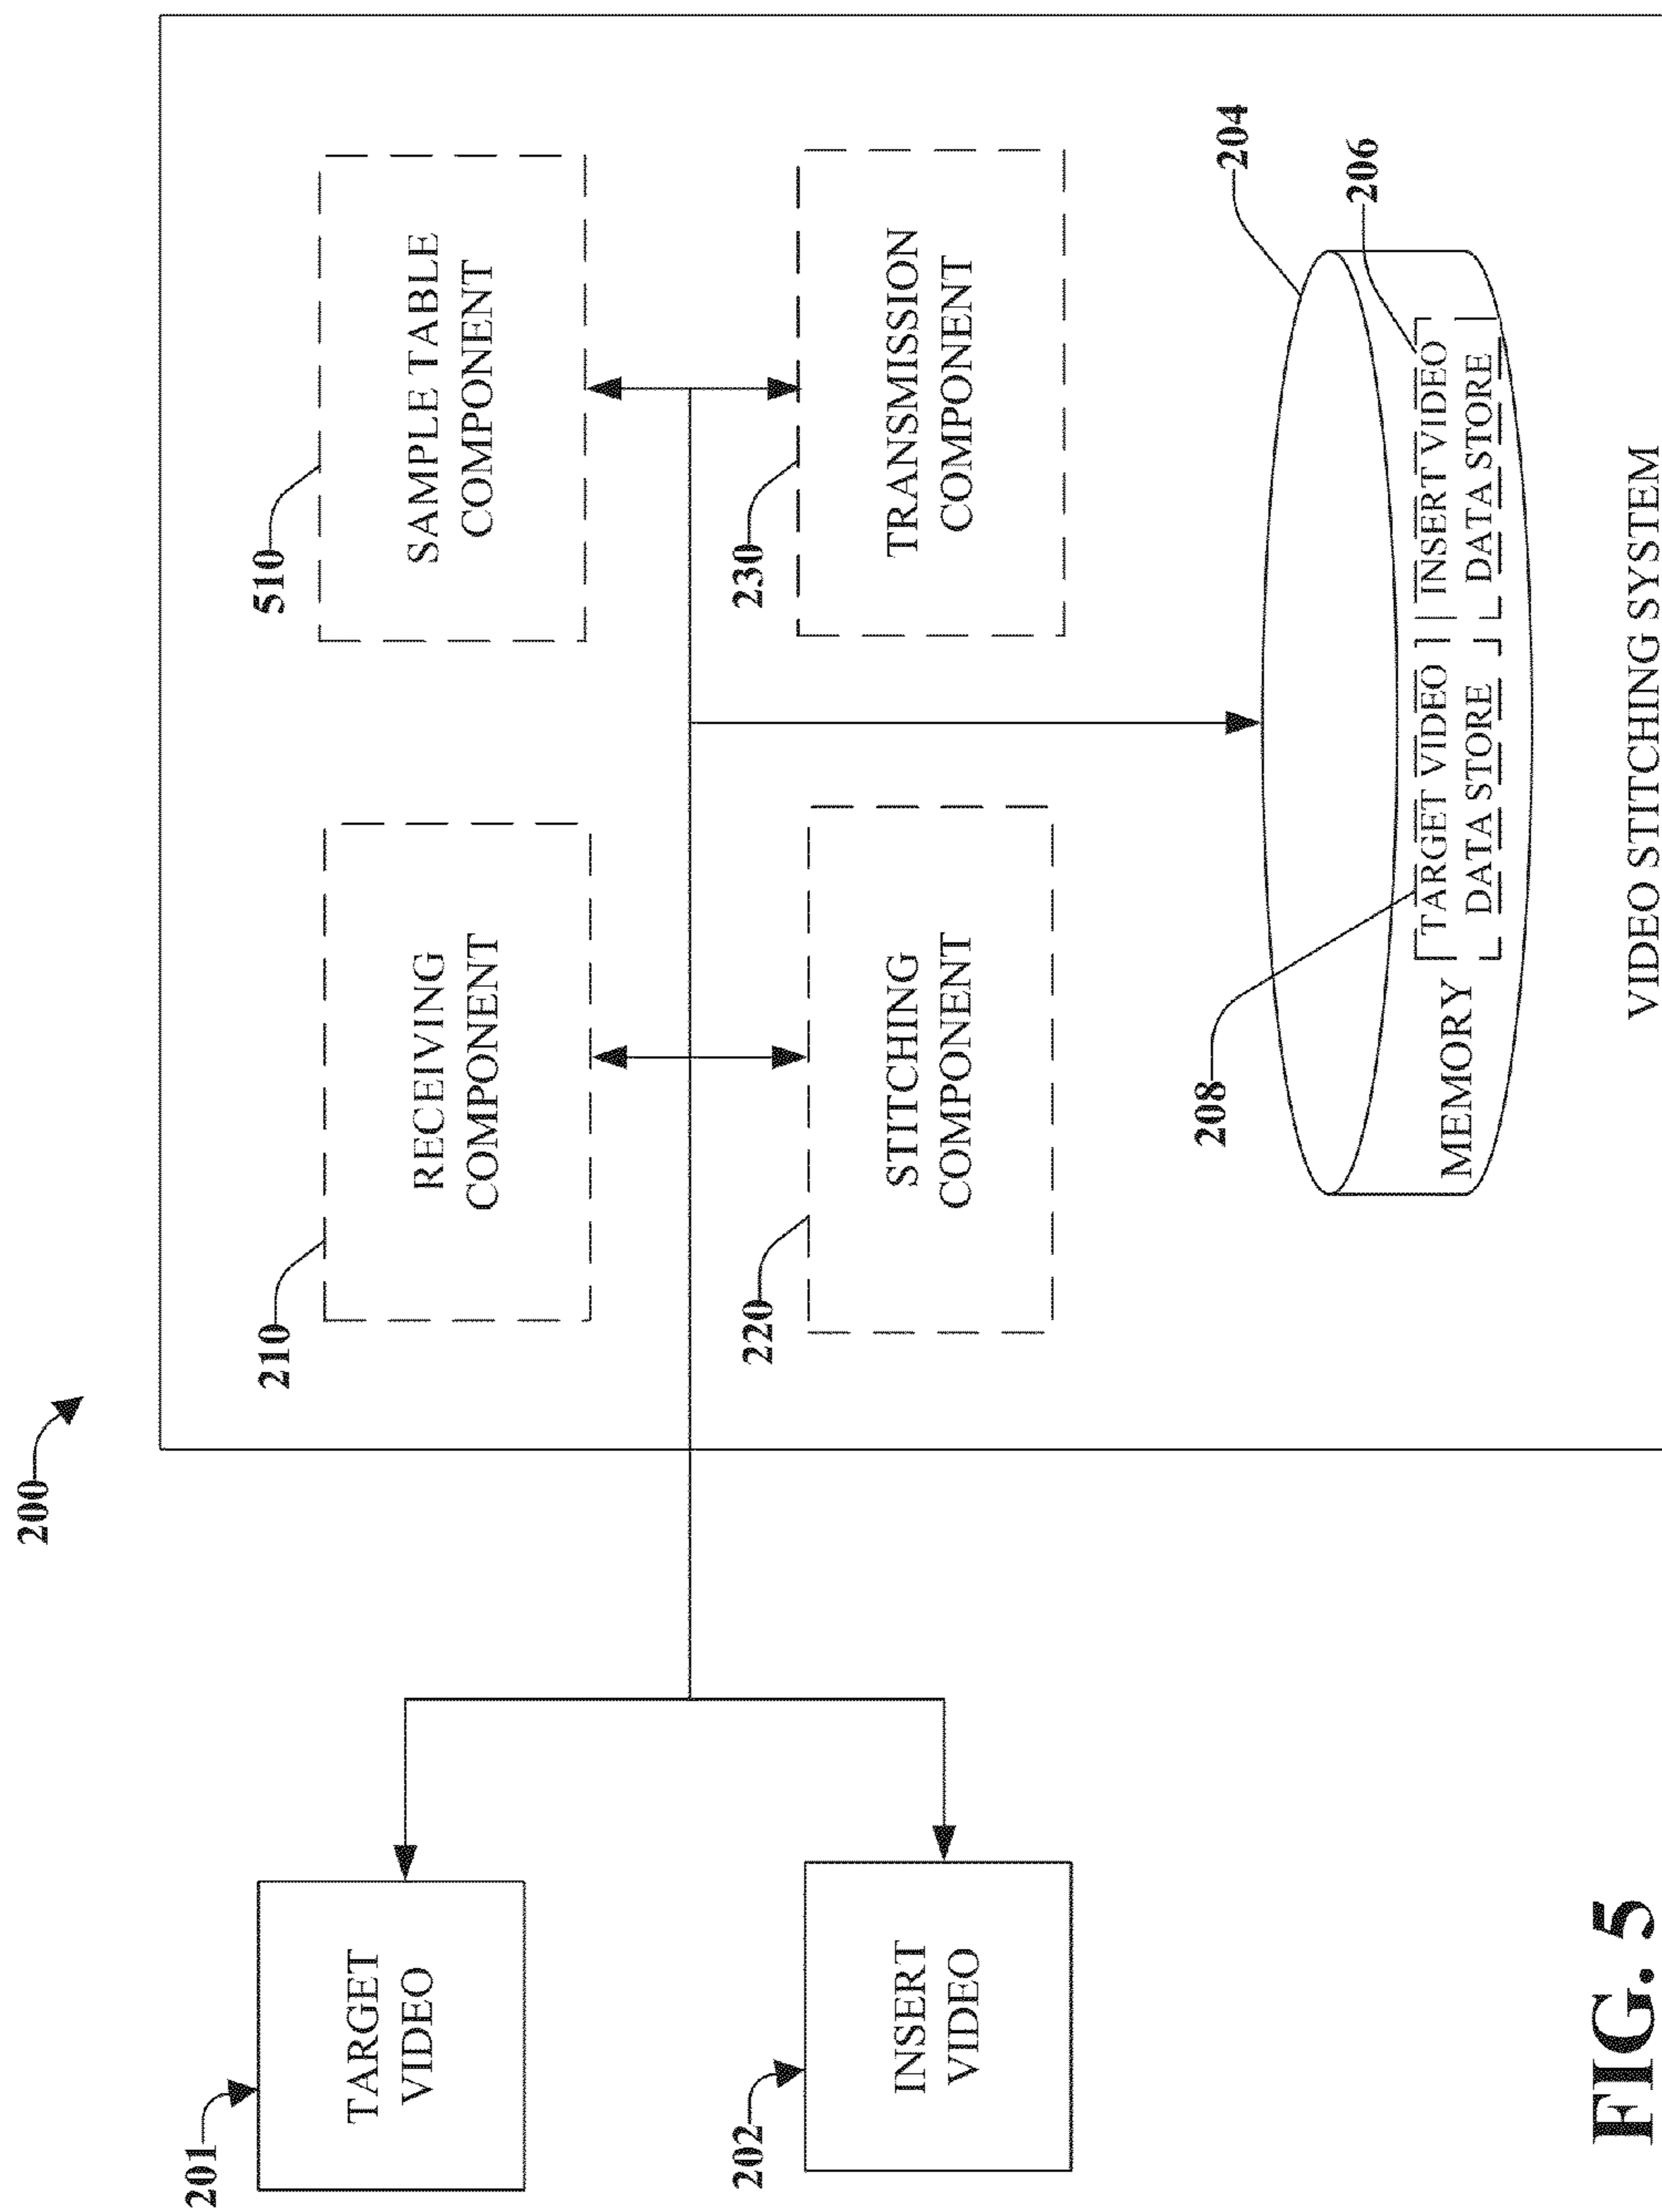 200
201
TARGET
VIDEO
202
INSERT
VIDEO
210
RECEIVING
COMPONENT
510
SAMPLE TABLE
COMPONENT
220
STITCHING
COMPONENT
230
TRANSMISSION
COMPONENT
204
208
206
MEMORY
TARGET VIDEO
DATA STORE
INSERT VIDEO
DATA STORE
VIDEO STITCHING SYSTEM
FIG. 5